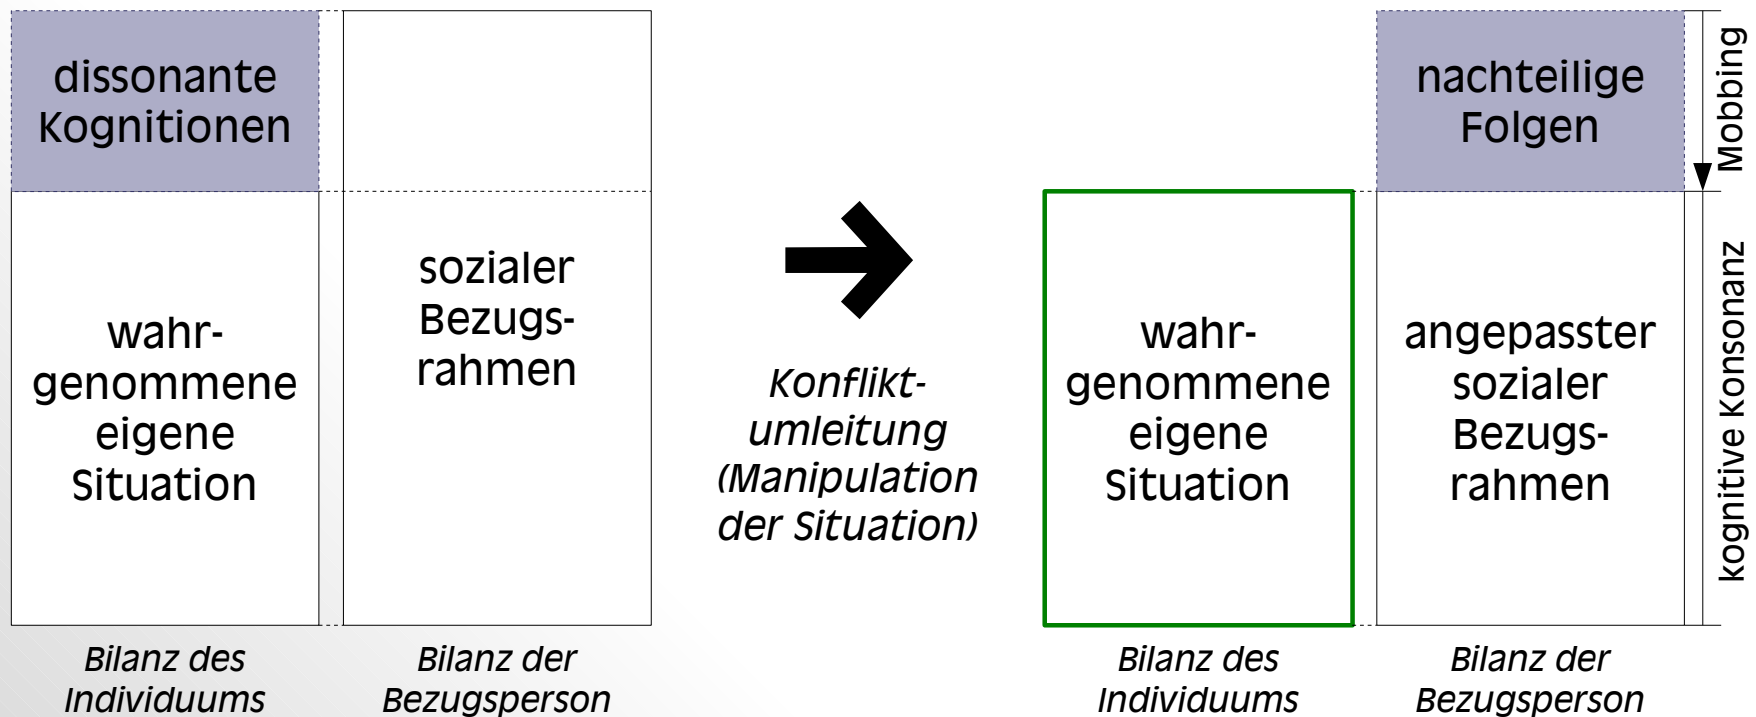 dissonante
Kognitionen
wahr-
genommene
eigene
Situation
Bilanz des
Individuums
sozialer
Bezugs-
rahmen
Bilanz der
Bezugsperson
Konflikt-
umleitung
(Manipulation
der Situation)
wahr-
genommene
eigene
Situation
Bilanz des
Individuums
nachteilige
Folgen
angepasster
sozialer
Bezugs-
rahmen
Bilanz der
Bezugsperson
Mobbing
kognitive Konsonanz